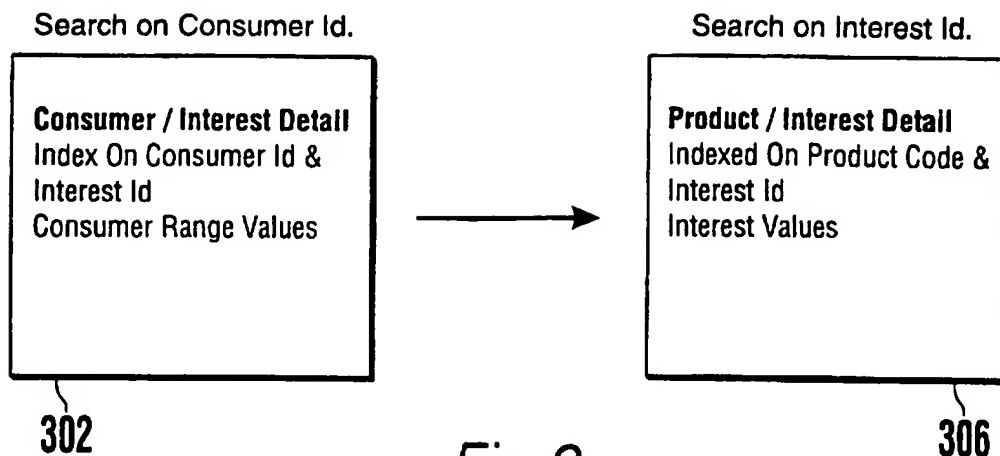 Search on Consumer Id.
Consumer / Interest Detail
Index On Consumer Id &
Interest Id
Consumer Range Values
302
Search on Interest Id.
Product / Interest Detail
Indexed On Product Code &
Interest Id
Interest Values
306